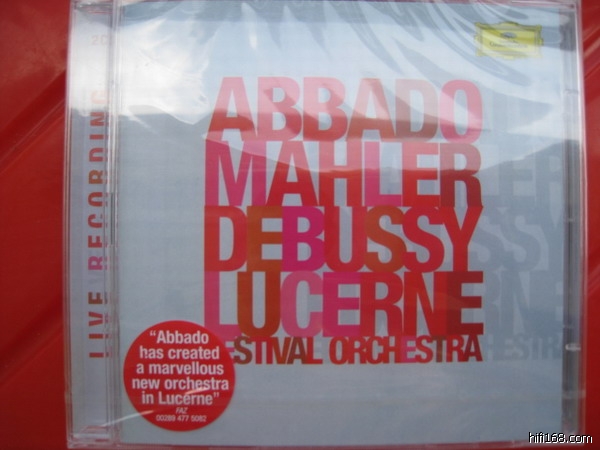 LIVE RECORDING
ABBADO
MAHLER
DEBUSSY
LUCERNE
FESTIVAL ORCHESTRA
"Abbado
has created
a marvellous
new orchestra
in Lucerne"
FAZ
00289 477 5082
hifi168.com